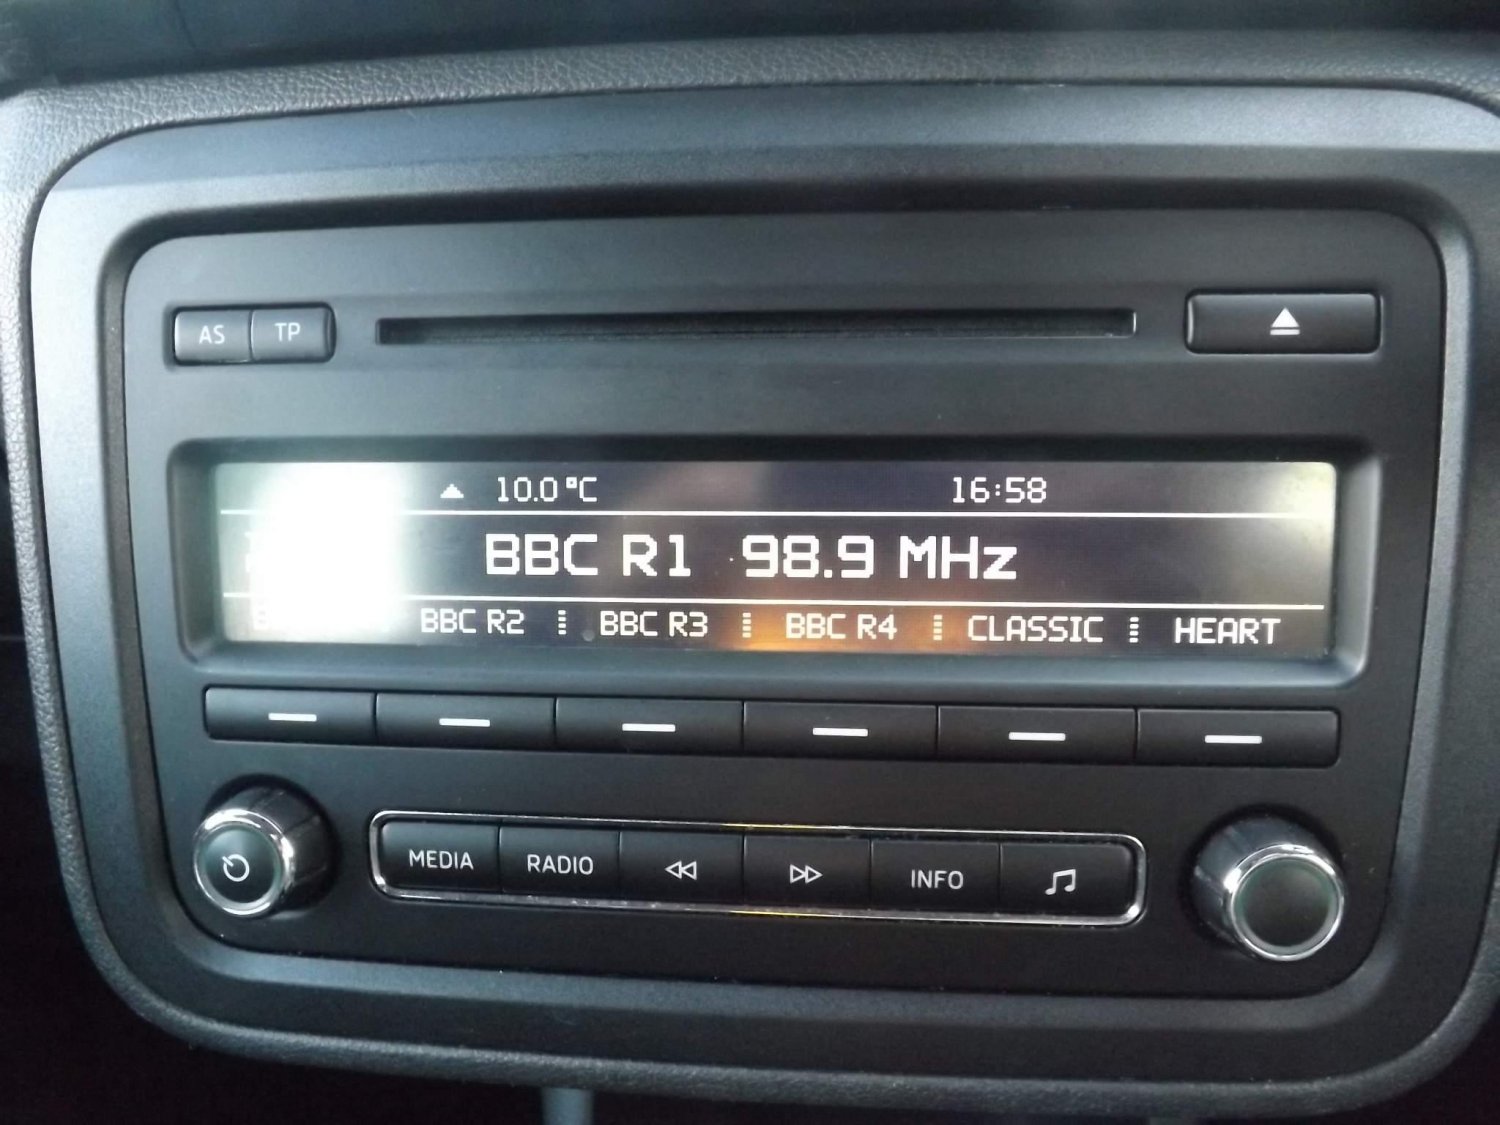 AS TP
10.0°C 16:58
BBC R1 98.9 MHz
BBC R2 BBC R3 BBC R4 CLASSIC HEART
MEDIA RADIO INFO